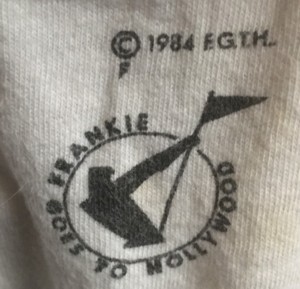 © 1984 F.G.T.H.
F
FRANKIE
GOES TO HOLLYWOOD